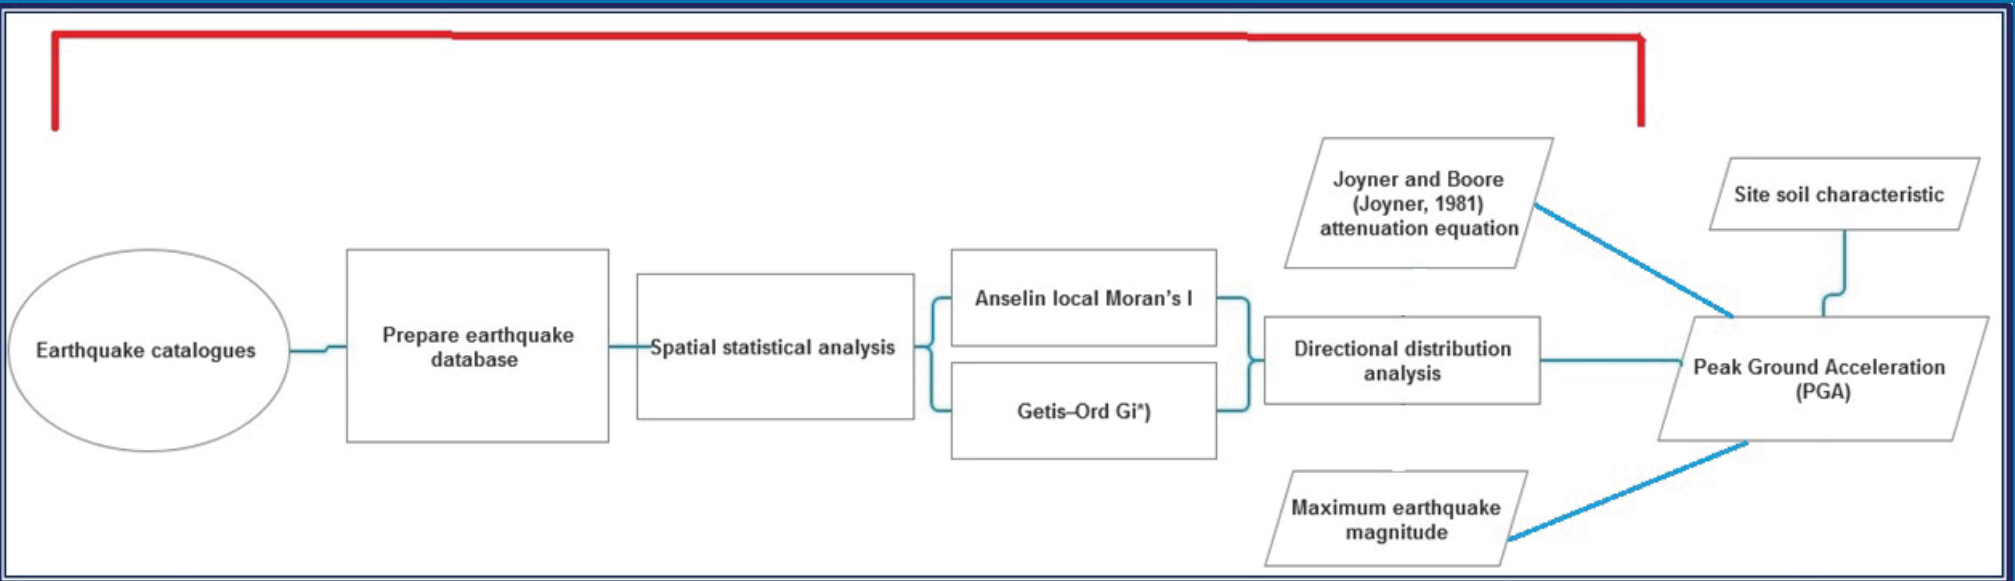 Earthquake catalogues
Prepare earthquake
database
Spatial statistical analysis
Anselin local Moran's I
Getis–Ord Gi*)
Joyner and Boore
(Joyner, 1981)
attenuation equation
Directional distribution
analysis
Maximum earthquake
magnitude
Site soil characteristic
Peak Ground Acceleration
(PGA)